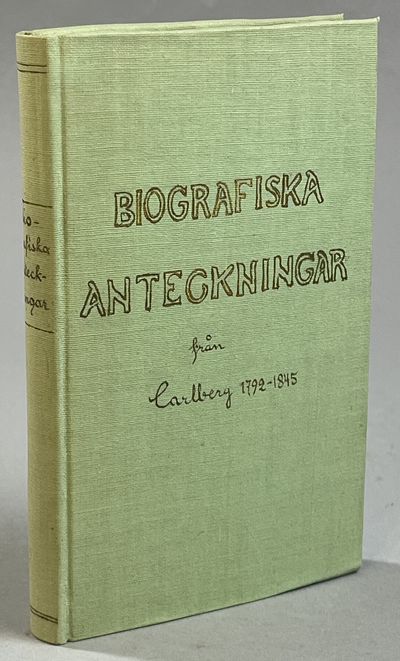 BIOGRAFISKA
ANTECKNINGAR
från
Carlberg 1792-1845